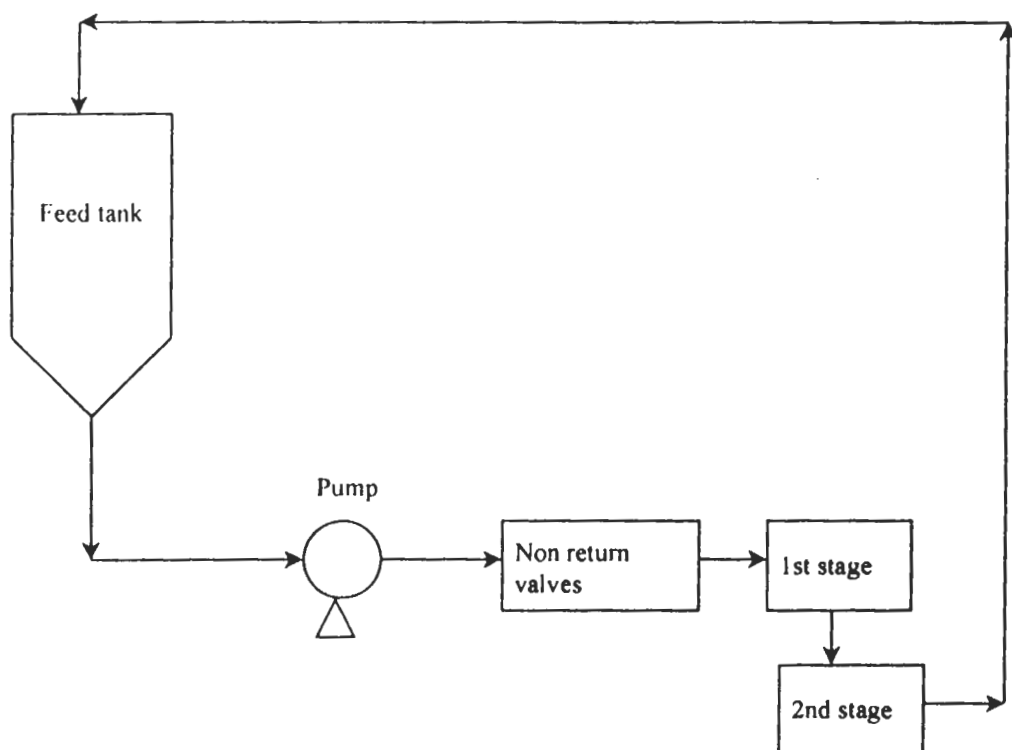 Feed tank
Pump
Non return
valves
1st stage
2nd stage